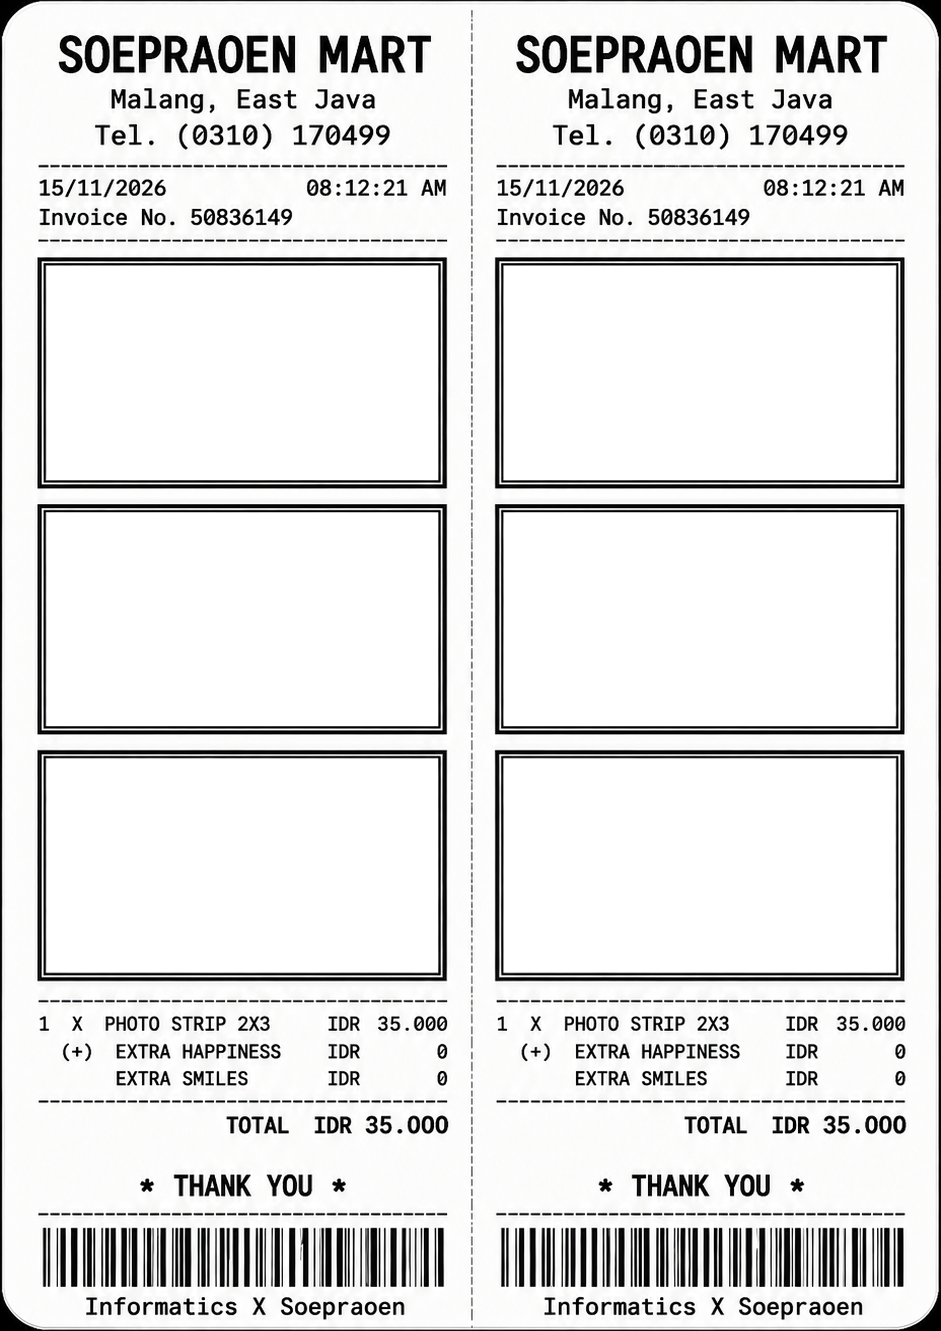 SOEPRAOEN MART
Malang, East Java
Tel. (0310) 170499
15/11/2026 08:12:21 AM
Invoice No. 50836149
1 X PHOTO STRIP 2X3 IDR 35.000
(+) EXTRA HAPPINESS IDR 0
EXTRA SMILES IDR 0
TOTAL IDR 35.000
* THANK YOU *
Informatics X Soepraoen
SOEPRAOEN MART
Malang, East Java
Tel. (0310) 170499
15/11/2026 08:12:21 AM
Invoice No. 50836149
1 X PHOTO STRIP 2X3 IDR 35.000
(+) EXTRA HAPPINESS IDR 0
EXTRA SMILES IDR 0
TOTAL IDR 35.000
* THANK YOU *
Informatics X Soepraoen